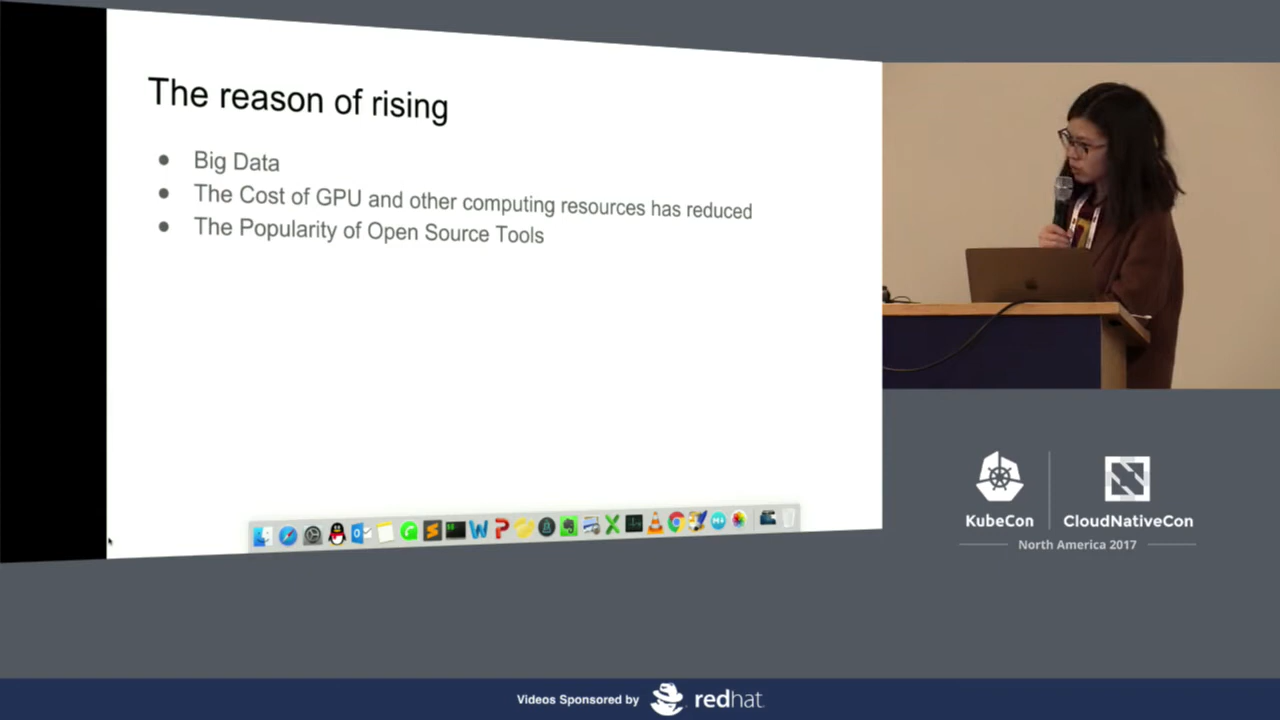 The reason of rising
Big Data
The Cost of GPU and other computing resources has reduced
The Popularity of Open Source Tools
KubeCon
CloudNativeCon
North America 2017
Videos Sponsored by
redhat